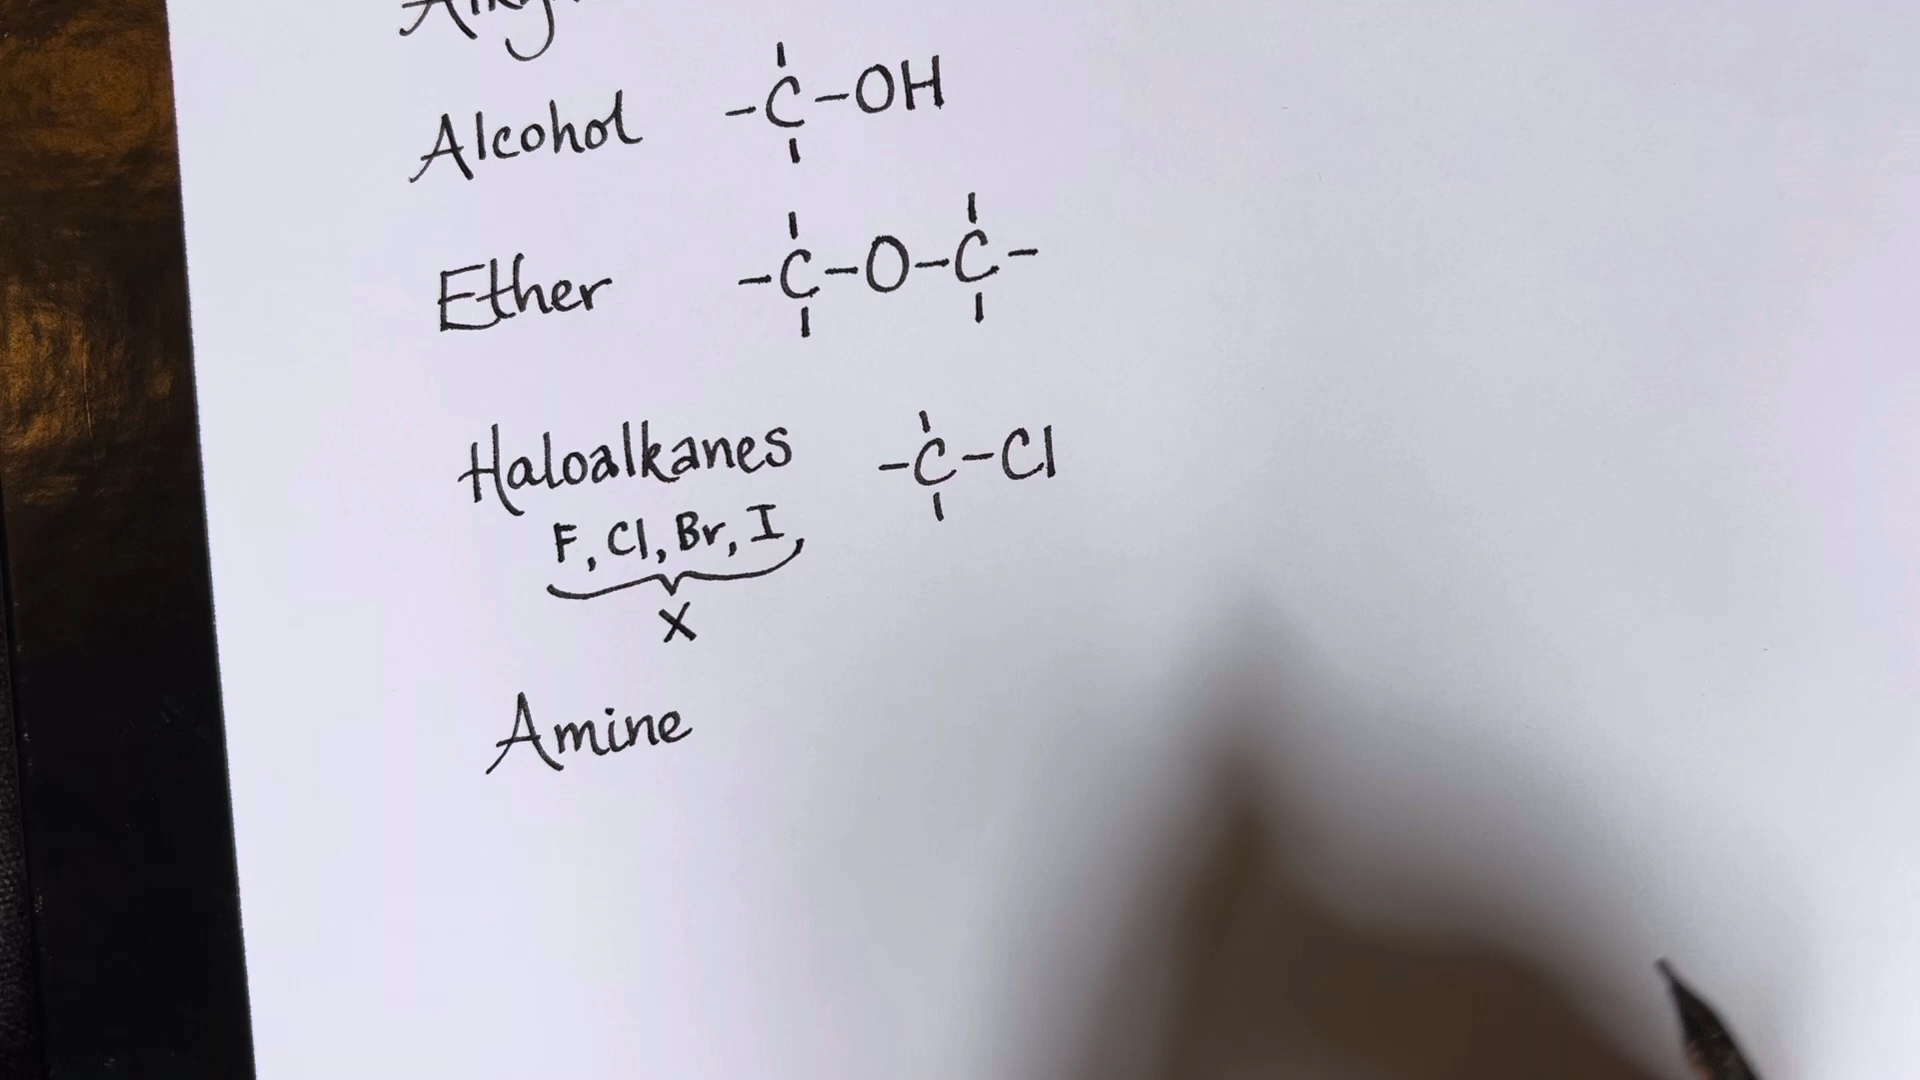 Alcohol -C-OH
Ether -C-O-C-
Haloalkanes -C-Cl
F, Cl, Br, I
X
Amine